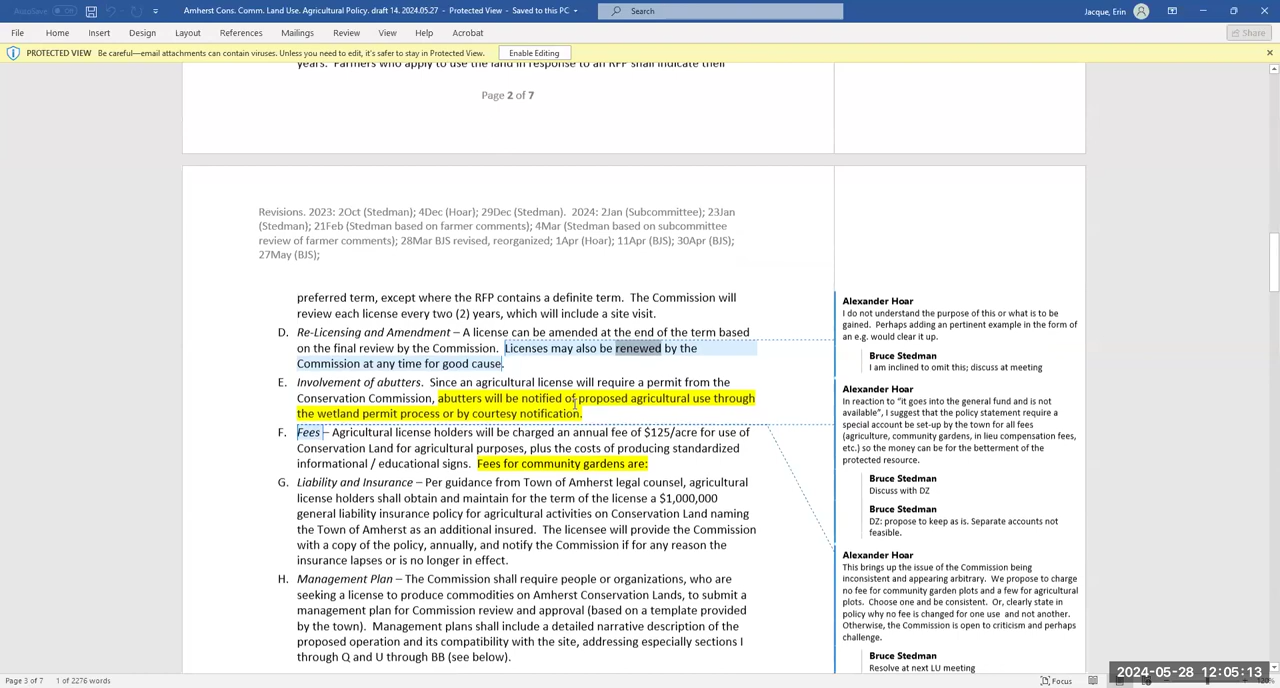 AutoSave Off
Amherst Cons. Comm. Land Use. Agricultural Policy. draft 14. 2024.05.27 - Protected View • Saved to this PC
Search
Jacque, Erin
File Home Insert Design Layout References Mailings Review View Help Acrobat
Share
PROTECTED VIEW Be careful—email attachments can contain viruses. Unless you need to edit, it's safer to stay in Protected View.
Enable Editing
years. Farmers who apply to use the land in response to an RFP shall indicate their
Page 2 of 7
Revisions. 2023: 2Oct (Stedman); 4Dec (Hoar); 29Dec (Stedman). 2024: 2Jan (Subcommittee); 23Jan
(Stedman); 21Feb (Stedman based on farmer comments); 4Mar (Stedman based on subcommittee
review of farmer comments); 28Mar BJS revised, reorganized; 1Apr (Hoar); 11Apr (BJS); 30Apr (BJS);
27May (BJS);
preferred term, except where the RFP contains a definite term. The Commission will
review each license every two (2) years, which will include a site visit.
D. Re-Licensing and Amendment – A license can be amended at the end of the term based
on the final review by the Commission. Licenses may also be renewed by the
Commission at any time for good cause.
E. Involvement of abutters. Since an agricultural license will require a permit from the
Conservation Commission, abutters will be notified of proposed agricultural use through
the wetland permit process or by courtesy notification.
F. Fees – Agricultural license holders will be charged an annual fee of $125/acre for use of
Conservation Land for agricultural purposes, plus the costs of producing standardized
informational / educational signs. Fees for community gardens are:
G. Liability and Insurance – Per guidance from Town of Amherst legal counsel, agricultural
license holders shall obtain and maintain for the term of the license a $1,000,000
general liability insurance policy for agricultural activities on Conservation Land naming
the Town of Amherst as an additional insured. The licensee will provide the Commission
with a copy of the policy, annually, and notify the Commission if for any reason the
insurance lapses or is no longer in effect.
H. Management Plan – The Commission shall require people or organizations, who are
seeking a license to produce commodities on Amherst Conservation Lands, to submit a
management plan for Commission review and approval (based on a template provided
by the town). Management plans shall include a detailed narrative description of the
proposed operation and its compatibility with the site, addressing especially sections I
through Q and U through BB (see below).
Alexander Hoar
I do not understand the purpose of this or what is to be
gained. Perhaps adding an pertinent example in the form of
an e.g. would clear it up.
Bruce Stedman
I am inclined to omit this; discuss at meeting
Alexander Hoar
In reaction to "it goes into the general fund and is not
available", I suggest that the policy statement require a
special account be set-up by the town for all fees
(agriculture, community gardens, in lieu compensation fees,
etc.) so the money can be for the betterment of the
protected resource.
Bruce Stedman
Discuss with DZ
Bruce Stedman
DZ: propose to keep as is. Separate accounts not
feasible.
Alexander Hoar
This brings up the issue of the Commission being
inconsistent and appearing arbitrary. We propose to charge
no fee for community garden plots and a few for agricultural
plots. Choose one and be consistent. Or, clearly state in
policy why no fee is changed for one use and not another.
Otherwise, the Commission is open to criticism and perhaps
challenge.
Bruce Stedman
Resolve at next LU meeting
Page 3 of 7 1 of 2276 words
Focus
2024-05-28 12:05:13